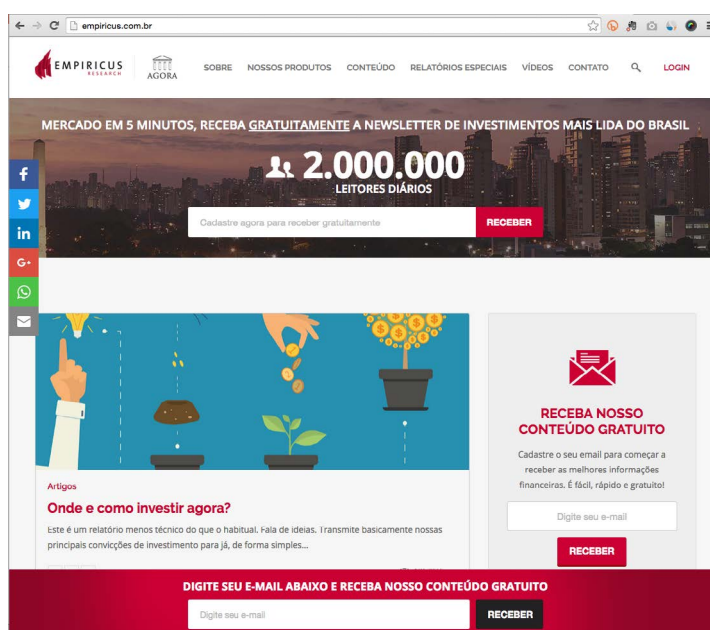 empiricus.com.br
EMPIRICUS
RESEARCH
AGORA
SOBRE NOSSOS PRODUTOS CONTEÚDO RELATÓRIOS ESPECIAIS VÍDEOS CONTATO LOGIN
MERCADO EM 5 MINUTOS, RECEBA GRATUITAMENTE A NEWSLETTER DE INVESTIMENTOS MAIS LIDA DO BRASIL
2.000.000
LEITORES DIÁRIOS
Cadastre agora para receber gratuitamente RECEBER
f
in
G+
Artigos
Onde e como investir agora?
Este é um relatório menos técnico do que o habitual. Fala de ideias. Transmite basicamente nossas
principais convicções de investimento para já, de forma simples...
RECEBA NOSSO
CONTEÚDO GRATUITO
Cadastre o seu email para começar a
receber as melhores informações
financeiras. É fácil, rápido e gratuito!
Digite seu e-mail
RECEBER
DIGITE SEU E-MAIL ABAIXO E RECEBA NOSSO CONTEÚDO GRATUITO
Digite seu e-mail RECEBER